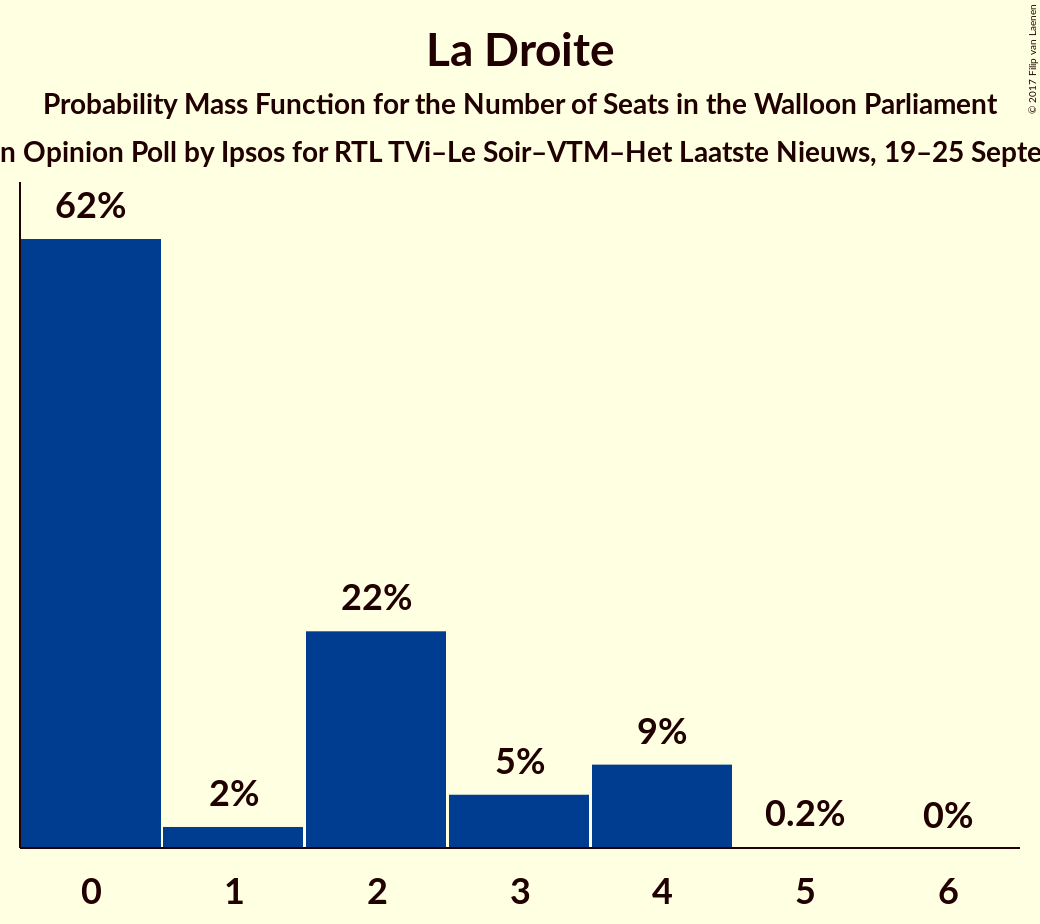 La Droite
Probability Mass Function for the Number of Seats in the Walloon Parliament
n Opinion Poll by Ipsos for RTL TVi–Le Soir–VTM–Het Laatste Nieuws, 19–25 Septe
© 2017 Filip van Laenen
62%
2%
22%
5%
9%
0.2%
0%
0 1 2 3 4 5 6